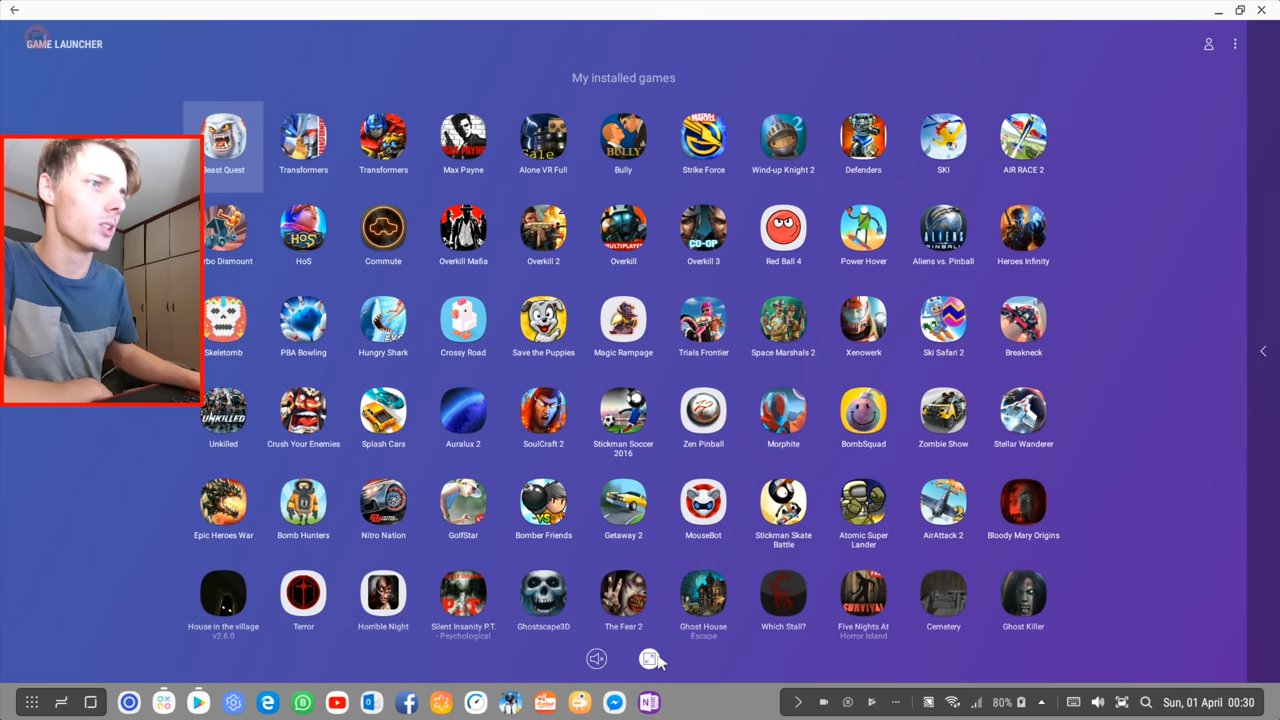 GAME LAUNCHER
My installed games
Beast Quest
Transformers
Transformers
Max Payne
Alone VR Full
Bully
Strike Force
Wind-up Knight 2
Defenders
SKI
AIR RACE 2
rbo Dismount
HoS
Commute
Overkill Mafia
Overkill 2
Overkill
Overkill 3
Red Ball 4
Power Hover
Aliens vs. Pinball
Heroes Infinity
Skeletomb
PBA Bowling
Hungry Shark
Crossy Road
Save the Puppies
Magic Rampage
Trials Frontier
Space Marshals 2
Xenowerk
Ski Safari 2
Breakneck
Unkilled
Crush Your Enemies
Splash Cars
Auralux 2
SoulCraft 2
Stickman Soccer
2016
Zen Pinball
Morphite
BombSquad
Zombie Show
Stellar Wanderer
Epic Heroes War
Bomb Hunters
Nitro Nation
GolfStar
Bomber Friends
Getaway 2
MouseBot
Stickman Skate
Battle
Atomic Super
Lander
AirAttack 2
Bloody Mary Origins
House in the village
v2.6.0
Terror
Horrible Night
Silent Insanity P.T.
- Psychological
Ghostscape3D
The Fear 2
Ghost House
Escape
Which Stall?
Five Nights At
Horror Island
Cemetery
Ghost Killer
80%
Sun, 01 April
00:30